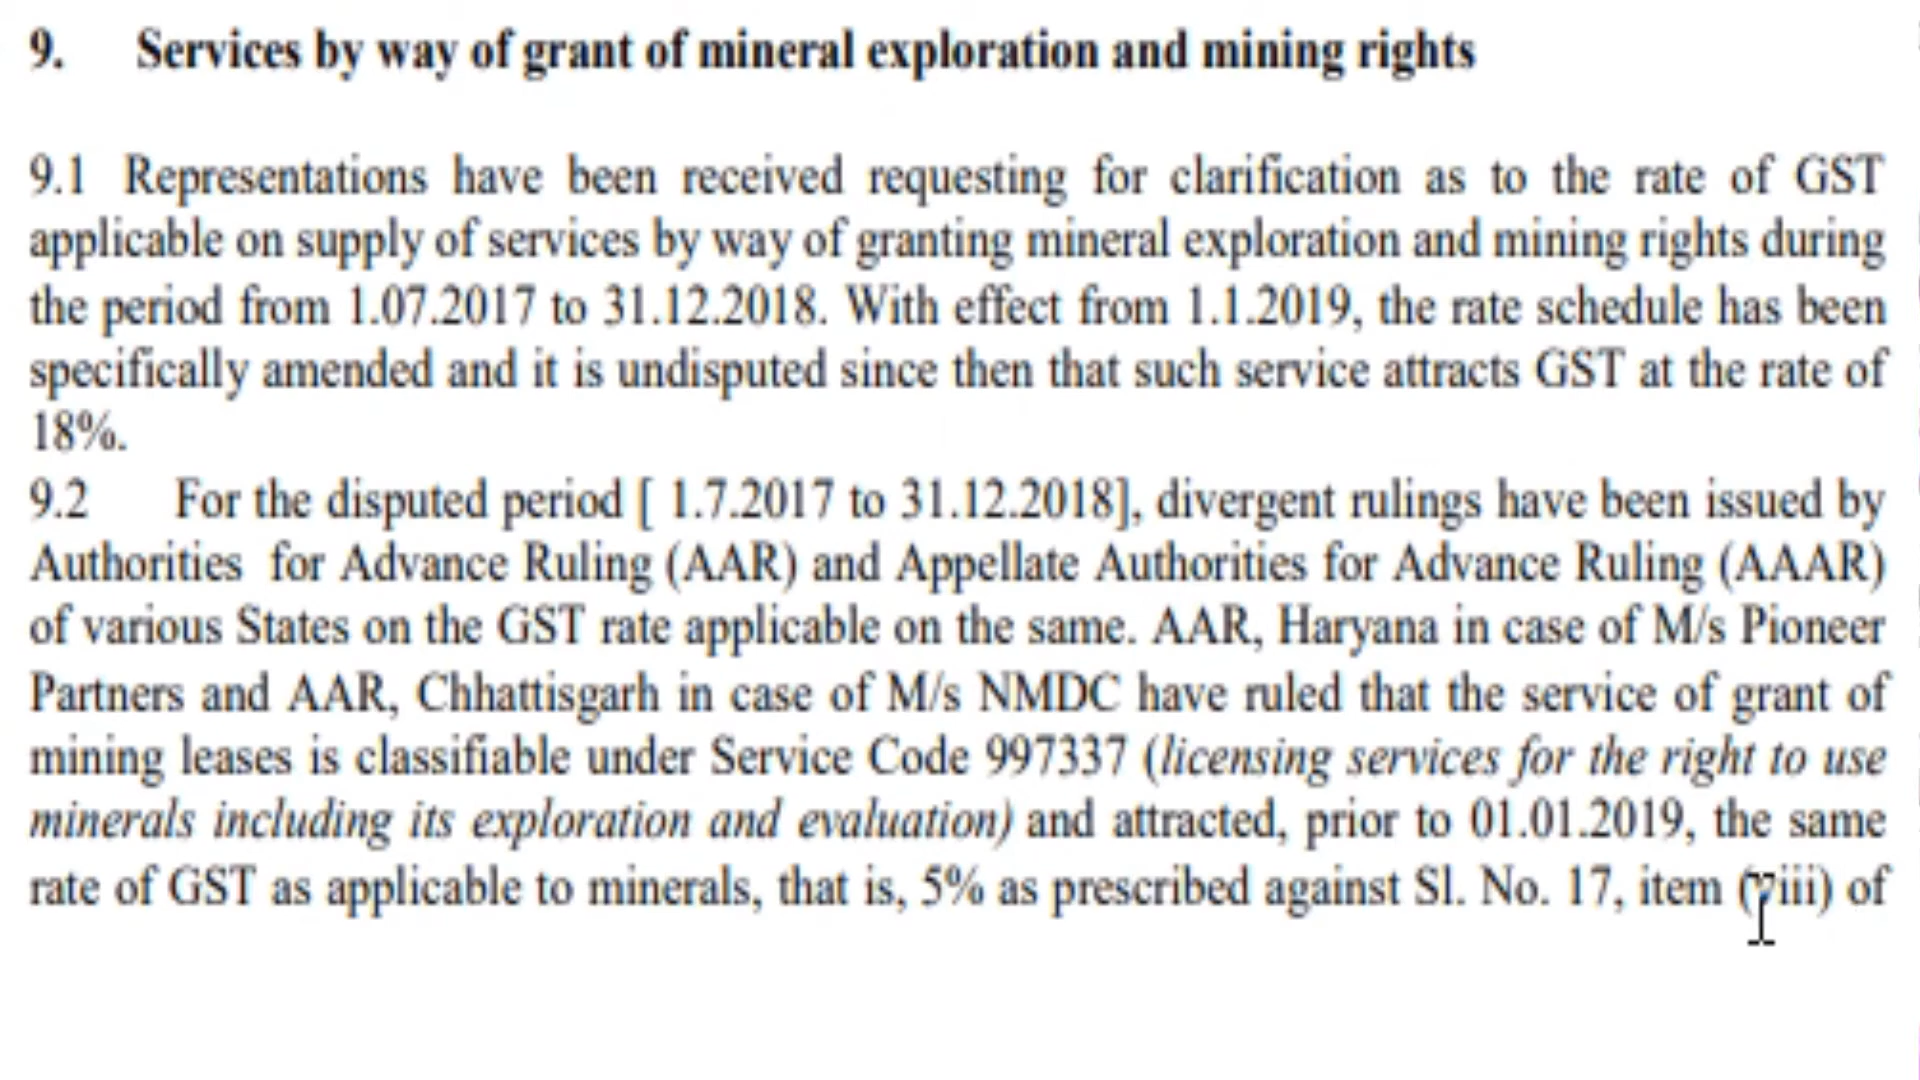 9. Services by way of grant of mineral exploration and mining rights
9.1 Representations have been received requesting for clarification as to the rate of GST
applicable on supply of services by way of granting mineral exploration and mining rights during
the period from 1.07.2017 to 31.12.2018. With effect from 1.1.2019, the rate schedule has been
specifically amended and it is undisputed since then that such service attracts GST at the rate of
18%.
9.2 For the disputed period [ 1.7.2017 to 31.12.2018], divergent rulings have been issued by
Authorities for Advance Ruling (AAR) and Appellate Authorities for Advance Ruling (AAAR)
of various States on the GST rate applicable on the same. AAR, Haryana in case of M/s Pioneer
Partners and AAR, Chhattisgarh in case of M/s NMDC have ruled that the service of grant of
mining leases is classifiable under Service Code 997337 (licensing services for the right to use
minerals including its exploration and evaluation) and attracted, prior to 01.01.2019, the same
rate of GST as applicable to minerals, that is, 5% as prescribed against Sl. No. 17, item (viii) of